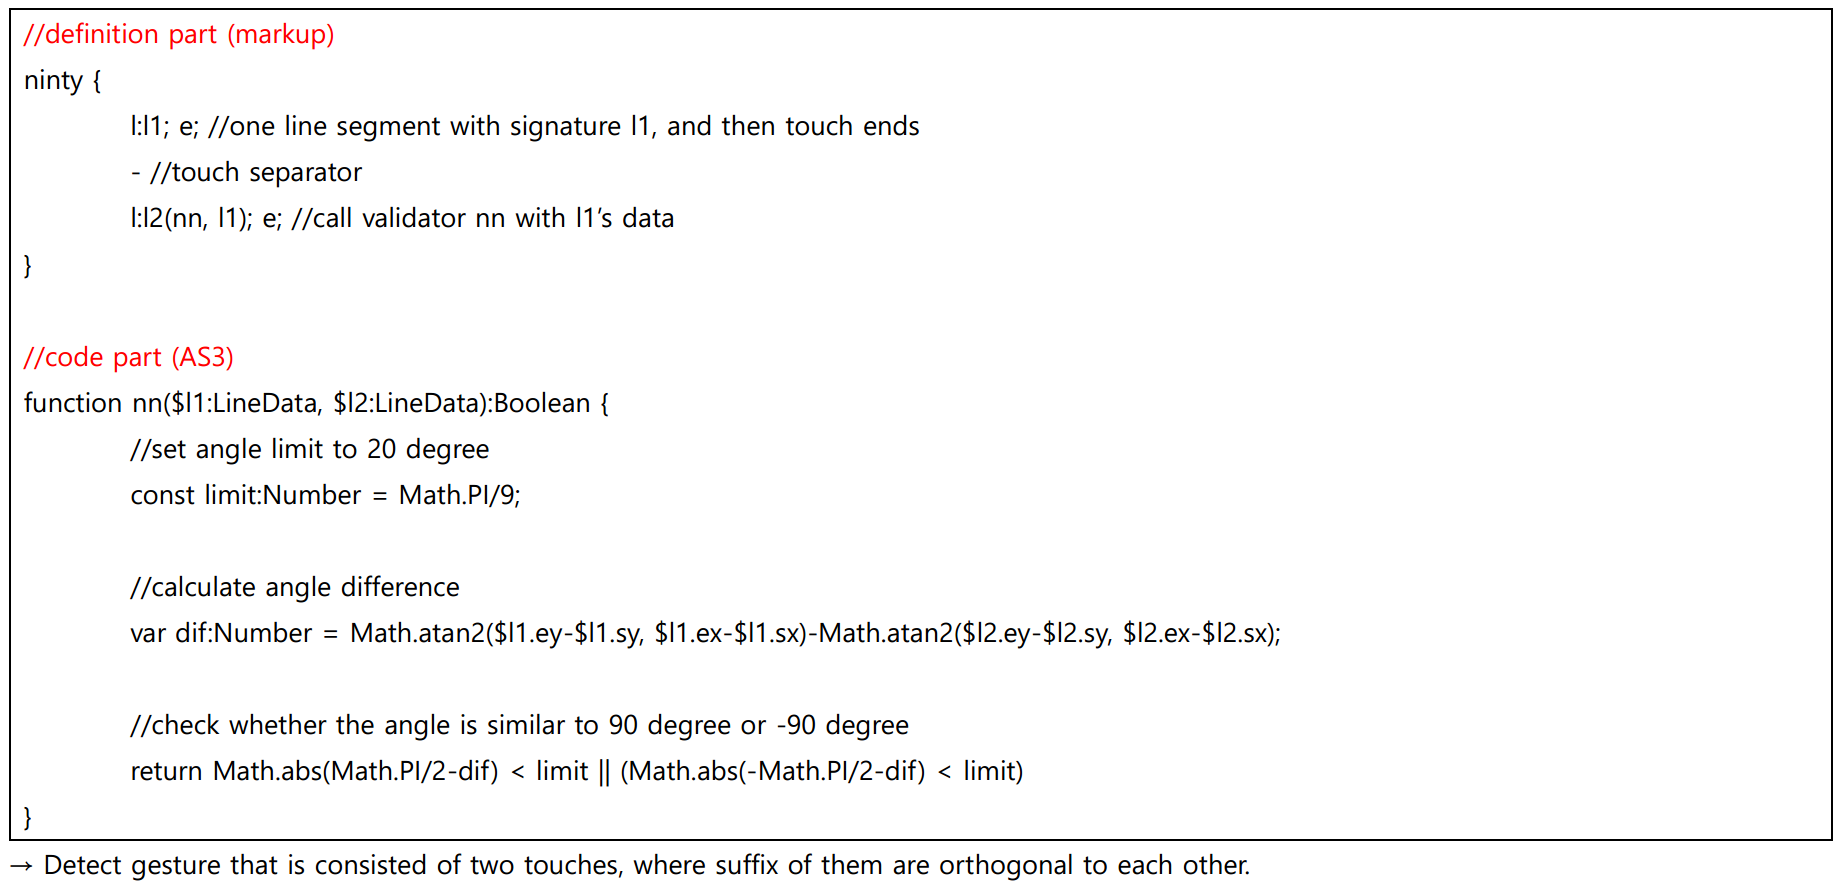 //definition part (markup)
ninty {
l:l1; e; //one line segment with signature l1, and then touch ends
- //touch separator
l:l2(nn, l1); e; //call validator nn with l1’s data
}
//code part (AS3)
function nn($l1:LineData, $l2:LineData):Boolean {
//set angle limit to 20 degree
const limit:Number = Math.PI/9;
//calculate angle difference
var dif:Number = Math.atan2($l1.ey-$l1.sy, $l1.ex-$l1.sx)-Math.atan2($l2.ey-$l2.sy, $l2.ex-$l2.sx);
//check whether the angle is similar to 90 degree or -90 degree
return Math.abs(Math.PI/2-dif) < limit || (Math.abs(-Math.PI/2-dif) < limit)
}
→ Detect gesture that is consisted of two touches, where suffix of them are orthogonal to each other.